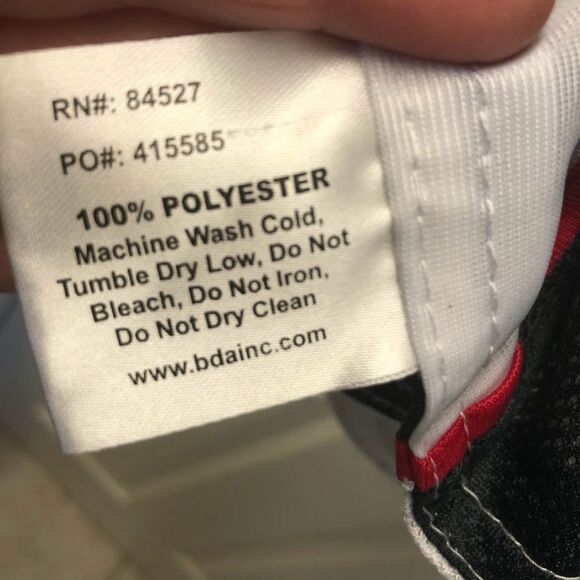 RN#: 84527
PO#: 415585
100% POLYESTER
Machine Wash Cold,
Tumble Dry Low, Do Not
Bleach, Do Not Iron,
Do Not Dry Clean
www.bdainc.com